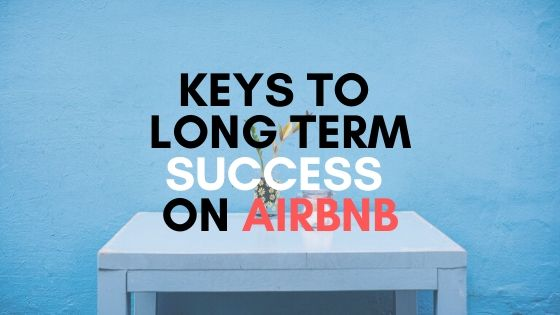 KEYS TO
LONG TERM
SUCCESS
ON AIRBNB